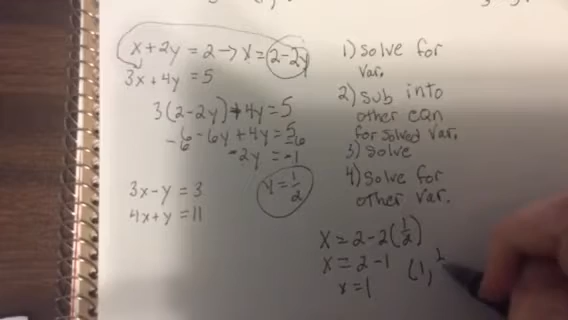 x + 2y = 2 → x = 2 - 2y
3x + 4y = 5
3(2 - 2y) + 4y = 5
-6 6 - 6y + 4y = 5 -6
-2y = -1
y = 1/2
3x - y = 3
4x + y = 11
1) solve for
var.
2) sub into
other eqn
for solved var.
3) solve
4) solve for
other var.
x = 2 - 2(1/2)
x = 2 - 1
x = 1
(1,